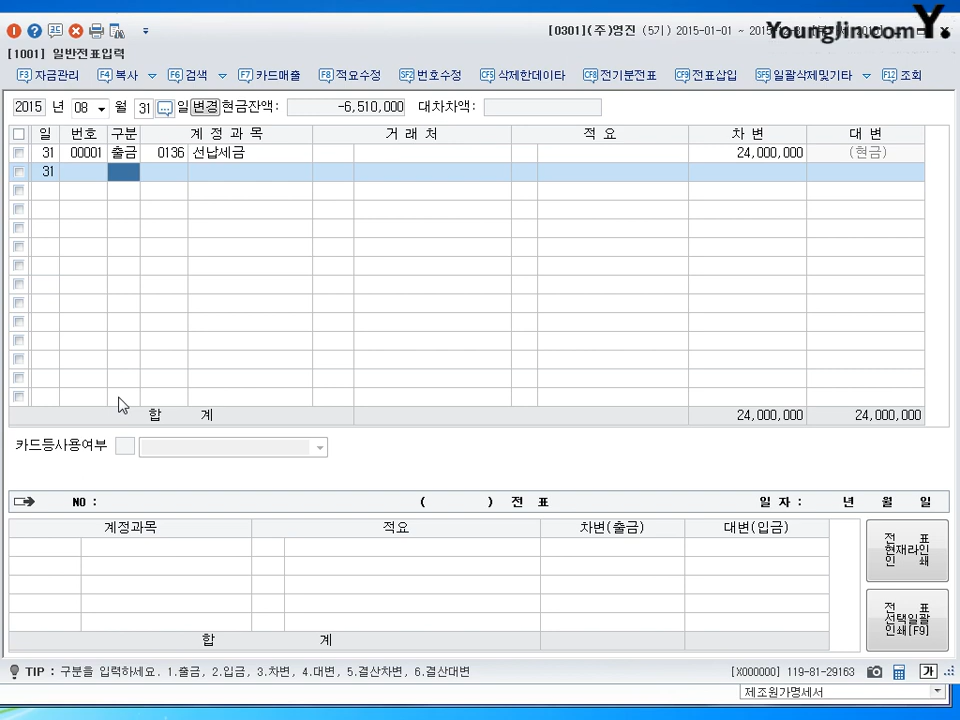 [0301](주)영진 (5기) 2015-01-01 ~ 2015-12-31
Younglin.com Y.
[1001] 일반전표입력
F3 자금관리 F4 복사 F6 검색 F7 카드매출 F8 적요수정 SF2 번호수정 CF5 삭제한데이타 CF8 전기분전표 CF9 전표삽입 SF5 일괄삭제및기타 F12 조회
2015 년 08 월 31 일 변경 현금잔액: -6,510,000 대차차액:
일 번호 구분 계 정 과 목 거 래 처 적 요 차 변 대 변
31 00001 출금 0136 선납세금 24,000,000 (현금)
31
합 계 24,000,000 24,000,000
카드등사용여부
NO : ( ) 전 표 일 자 : 년 월 일
계정과목 적요 차변(출금) 대변(입금)
전 표
현재라인
인 쇄
전 표
선택일괄
인쇄[F9]
합 계
TIP : 구분을 입력하세요. 1.출금, 2.입금, 3.차변, 4.대변, 5.결산차변, 6.결산대변 [X000000] 119-81-29163 가
제조원가명세서